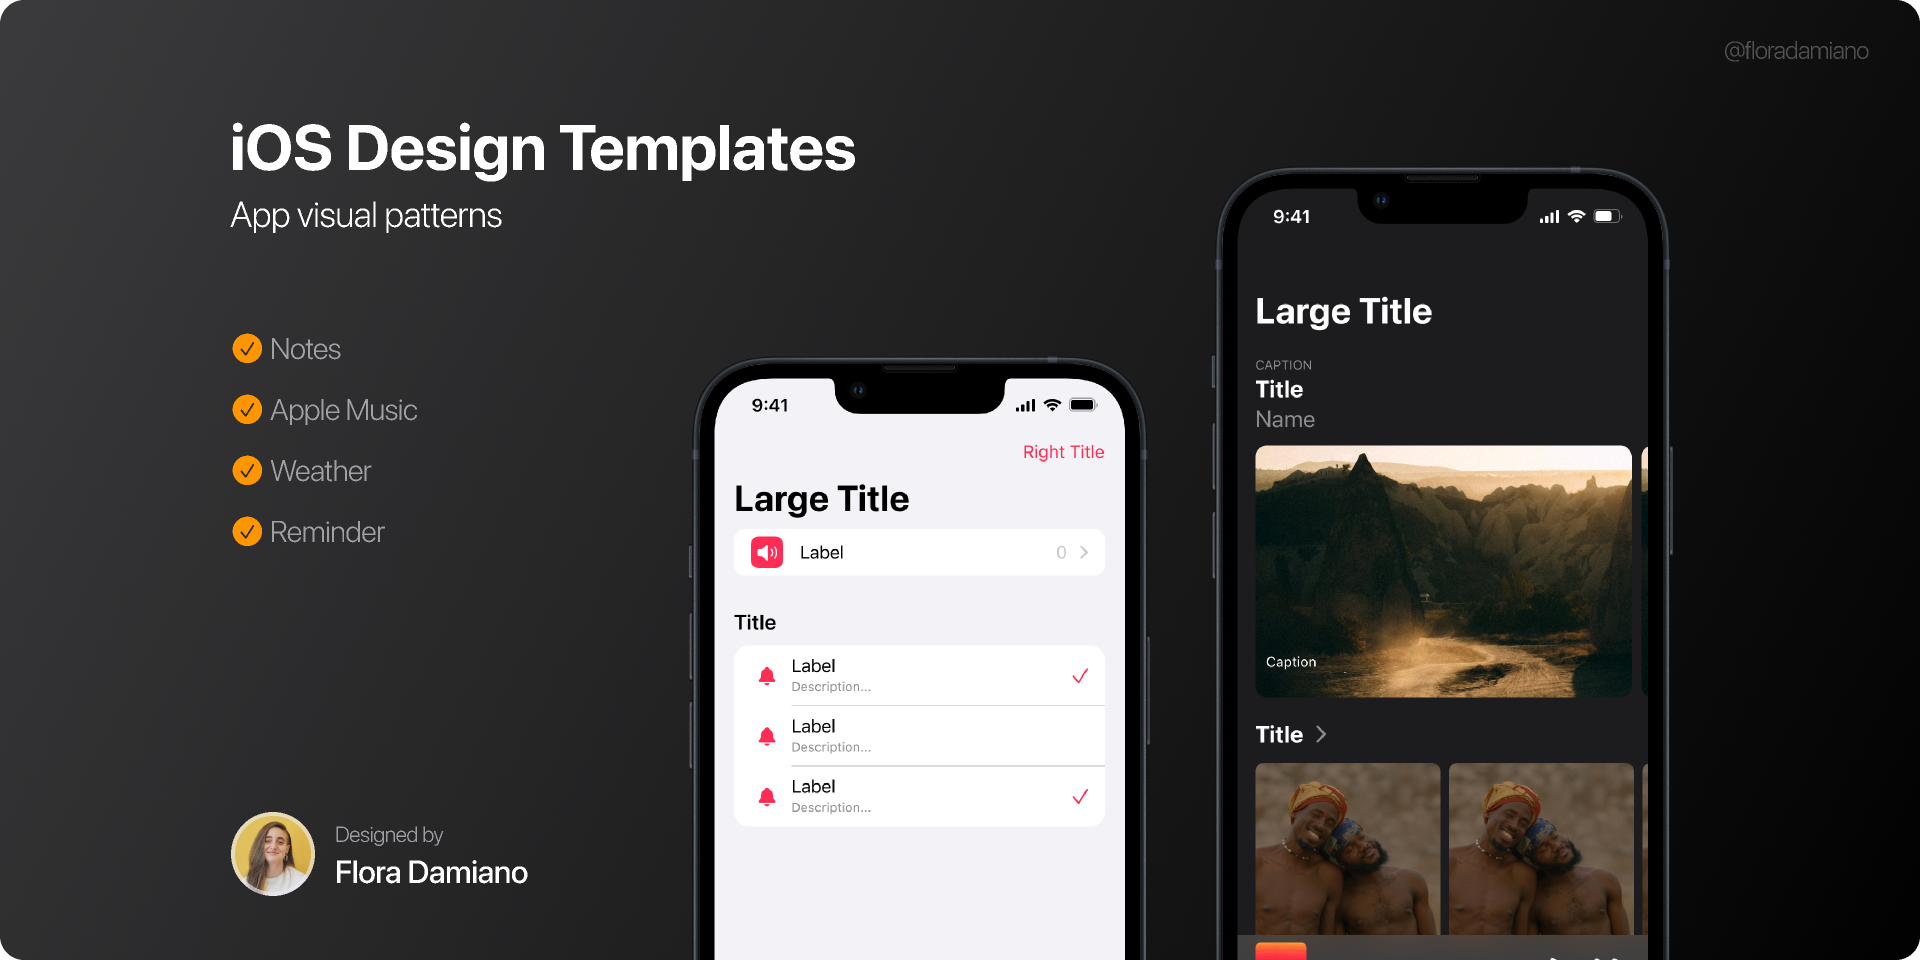 @floradamiano
iOS Design Templates
App visual patterns
Notes
Apple Music
Weather
Reminder
Designed by
Flora Damiano
9:41
Right Title
Large Title
Label 0
Title
Label
Description...
Label
Description...
Label
Description...
9:41
Large Title
CAPTION
Title
Name
Caption
Title